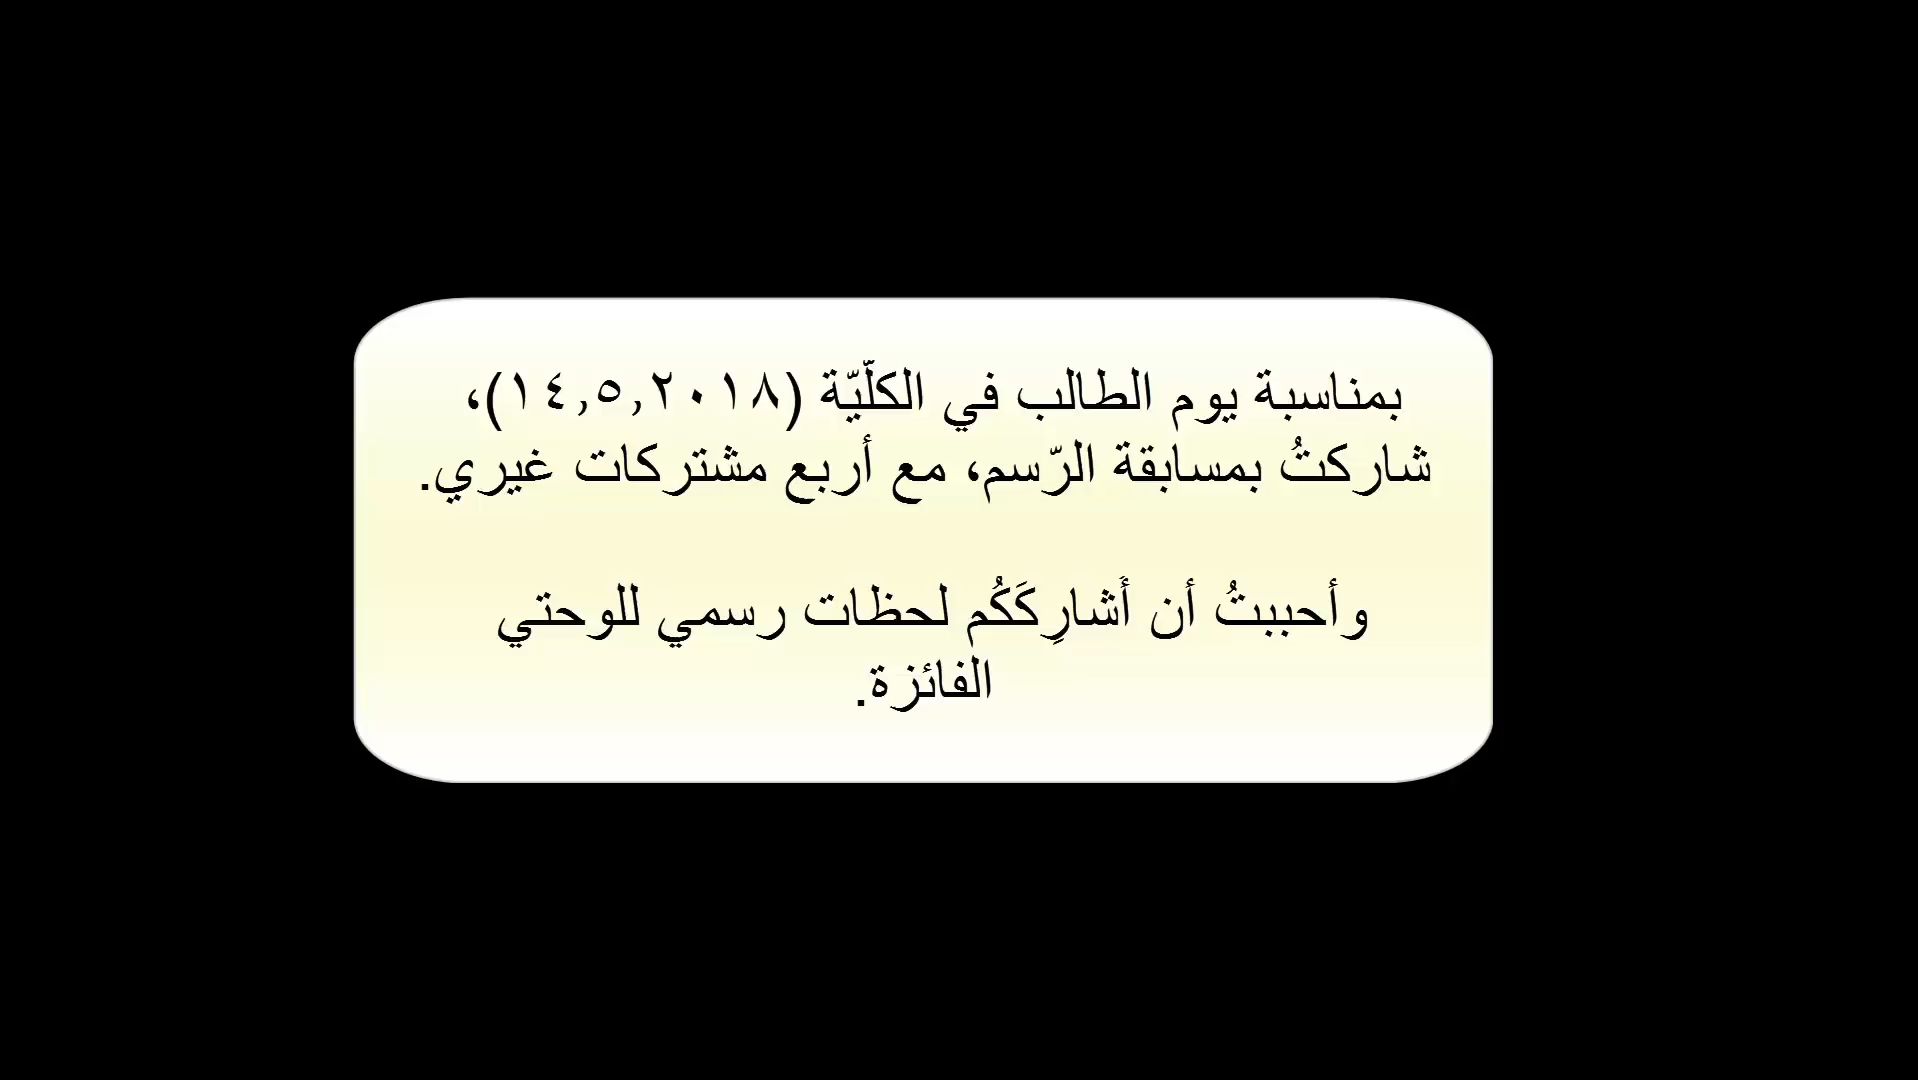 بمناسبة يوم الطالب في الكلّيّة (١٤,٥,٢٠١٨)،
شاركتُ بمسابقة الرّسم، مع أربع مشتركات غيري.
وأحببتُ أن أَشارِكَكُم لحظات رسمي للوحتي
الفائزة.